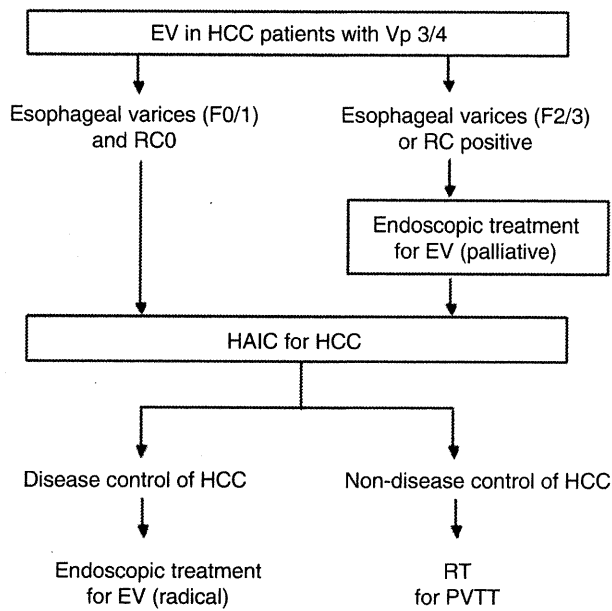 EV in HCC patients with Vp 3/4
Esophageal varices (F0/1)
and RC0
Esophageal varices (F2/3)
or RC positive
Endoscopic treatment
for EV (palliative)
HAIC for HCC
Disease control of HCC
Non-disease control of HCC
Endoscopic treatment
for EV (radical)
RT
for PVTT